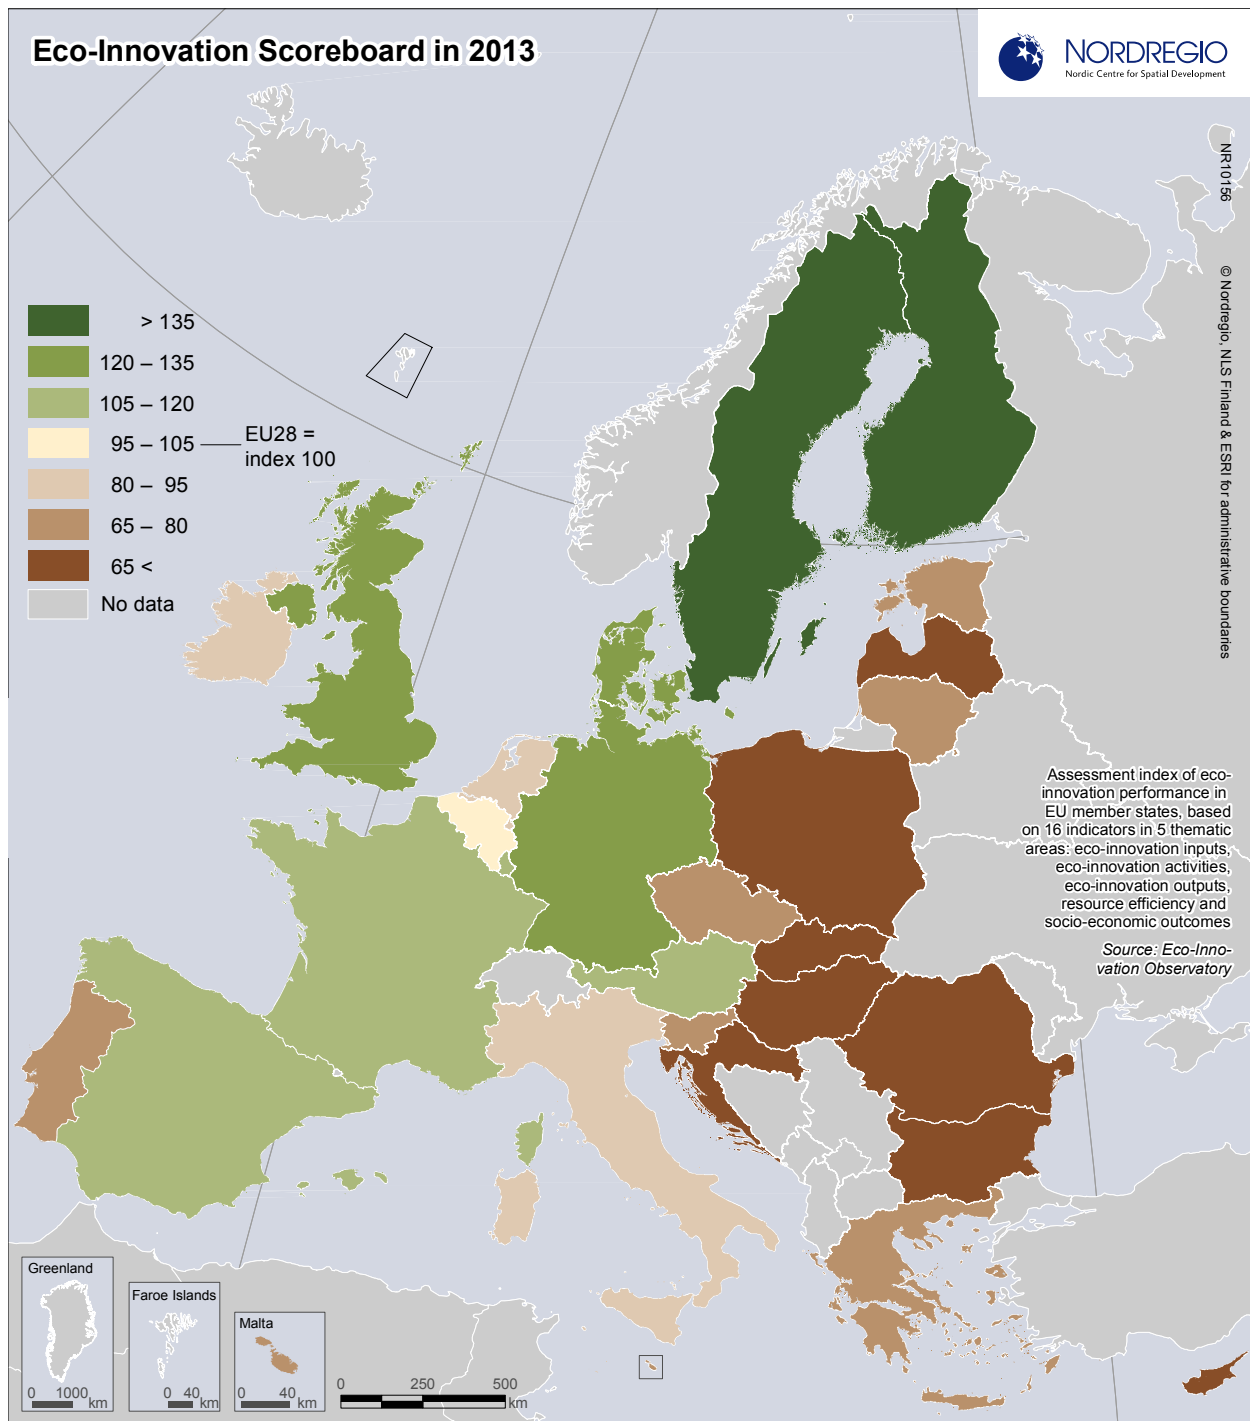 Eco-Innovation Scoreboard in 2013
NORDREGIO
Nordic Centre for Spatial Development
NR10156
© Nordregio, NLS Finland & ESRI for administrative boundaries
> 135
120 – 135
105 – 120
95 – 105
EU28 =
index 100
80 – 95
65 – 80
65 <
No data
Assessment index of eco-
innovation performance in
EU member states, based
on 16 indicators in 5 thematic
areas: eco-innovation inputs,
eco-innovation activities,
eco-innovation outputs,
resource efficiency and
socio-economic outcomes
Source: Eco-Inno-
vation Observatory
Greenland
0 1000 km
Faroe Islands
0 40 km
Malta
0 40 km
0 250 500
km